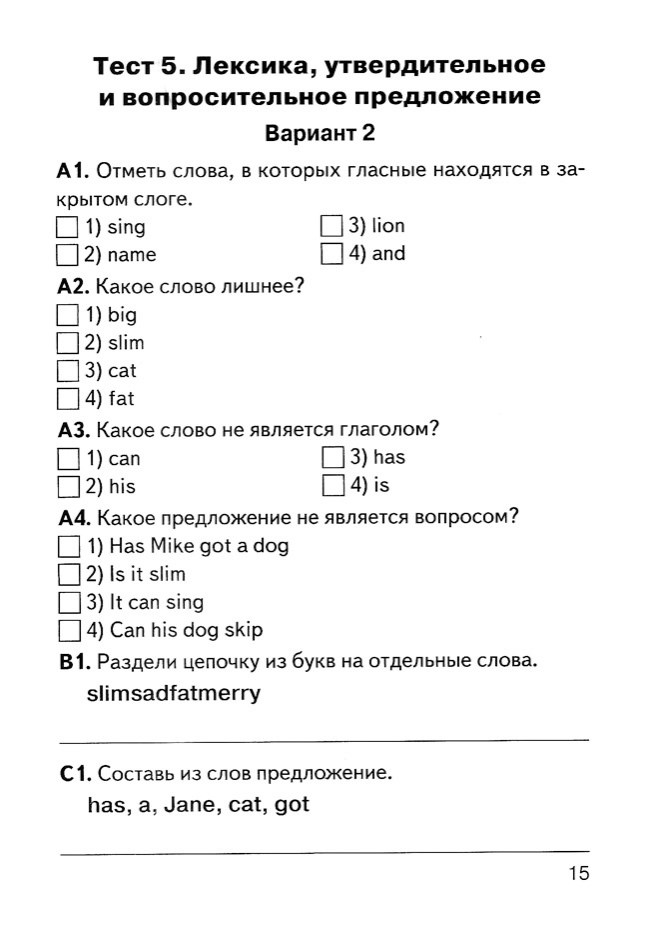 Тест 5. Лексика, утвердительное
и вопросительное предложение
Вариант 2
А1. Отметь слова, в которых гласные находятся в за-
крытом слоге.
1) sing 3) lion
2) name 4) and
А2. Какое слово лишнее?
1) big
2) slim
3) cat
4) fat
А3. Какое слово не является глаголом?
1) can 3) has
2) his 4) is
А4. Какое предложение не является вопросом?
1) Has Mike got a dog
2) Is it slim
3) It can sing
4) Can his dog skip
В1. Раздели цепочку из букв на отдельные слова.
slimsadfatmerry
С1. Составь из слов предложение.
has, a, Jane, cat, got
15